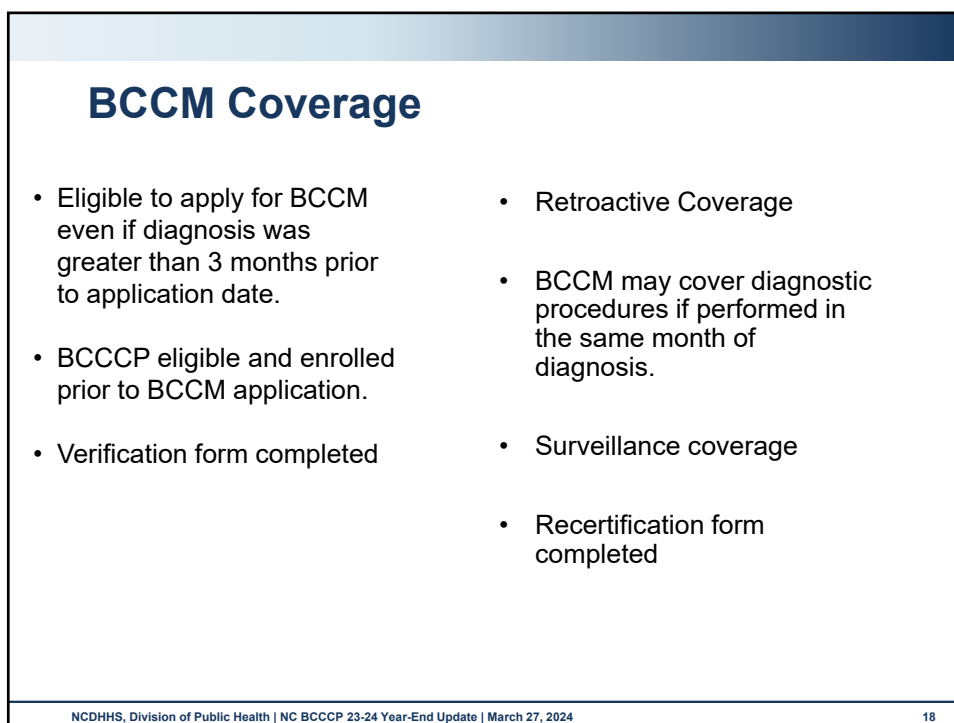 BCCM Coverage
• Eligible to apply for BCCM
even if diagnosis was
greater than 3 months prior
to application date.
• BCCCP eligible and enrolled
prior to BCCM application.
• Verification form completed
• Retroactive Coverage
• BCCM may cover diagnostic
procedures if performed in
the same month of
diagnosis.
• Surveillance coverage
• Recertification form
completed
NCDHHS, Division of Public Health | NC BCCCP 23-24 Year-End Update | March 27, 2024
18